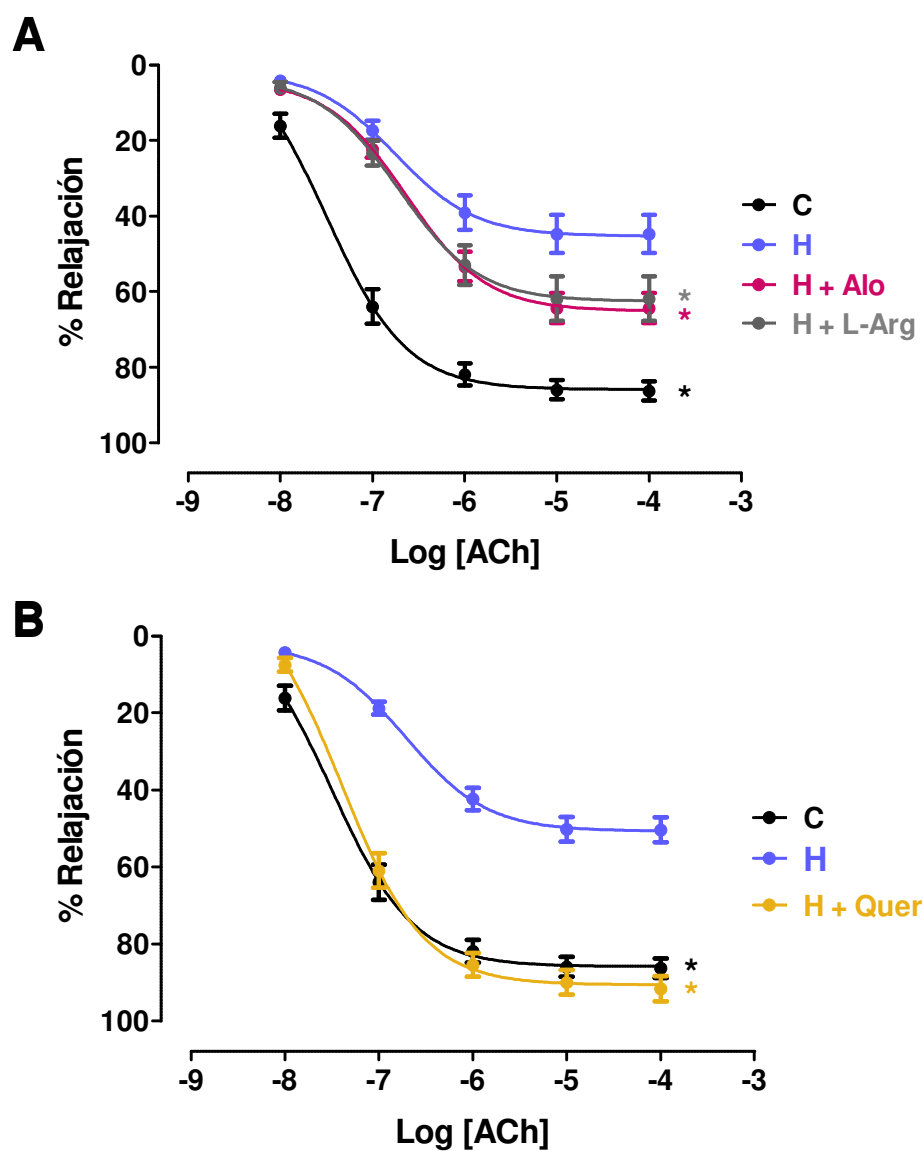 A
0
20
40
60
80
100
% Relajación
C
H
H + Alo
H + L-Arg
*
*
*
-9 -8 -7 -6 -5 -4 -3
Log [ACh]
B
0
20
40
60
80
100
% Relajación
C
H
H + Quer
*
*
-9 -8 -7 -6 -5 -4 -3
Log [ACh]